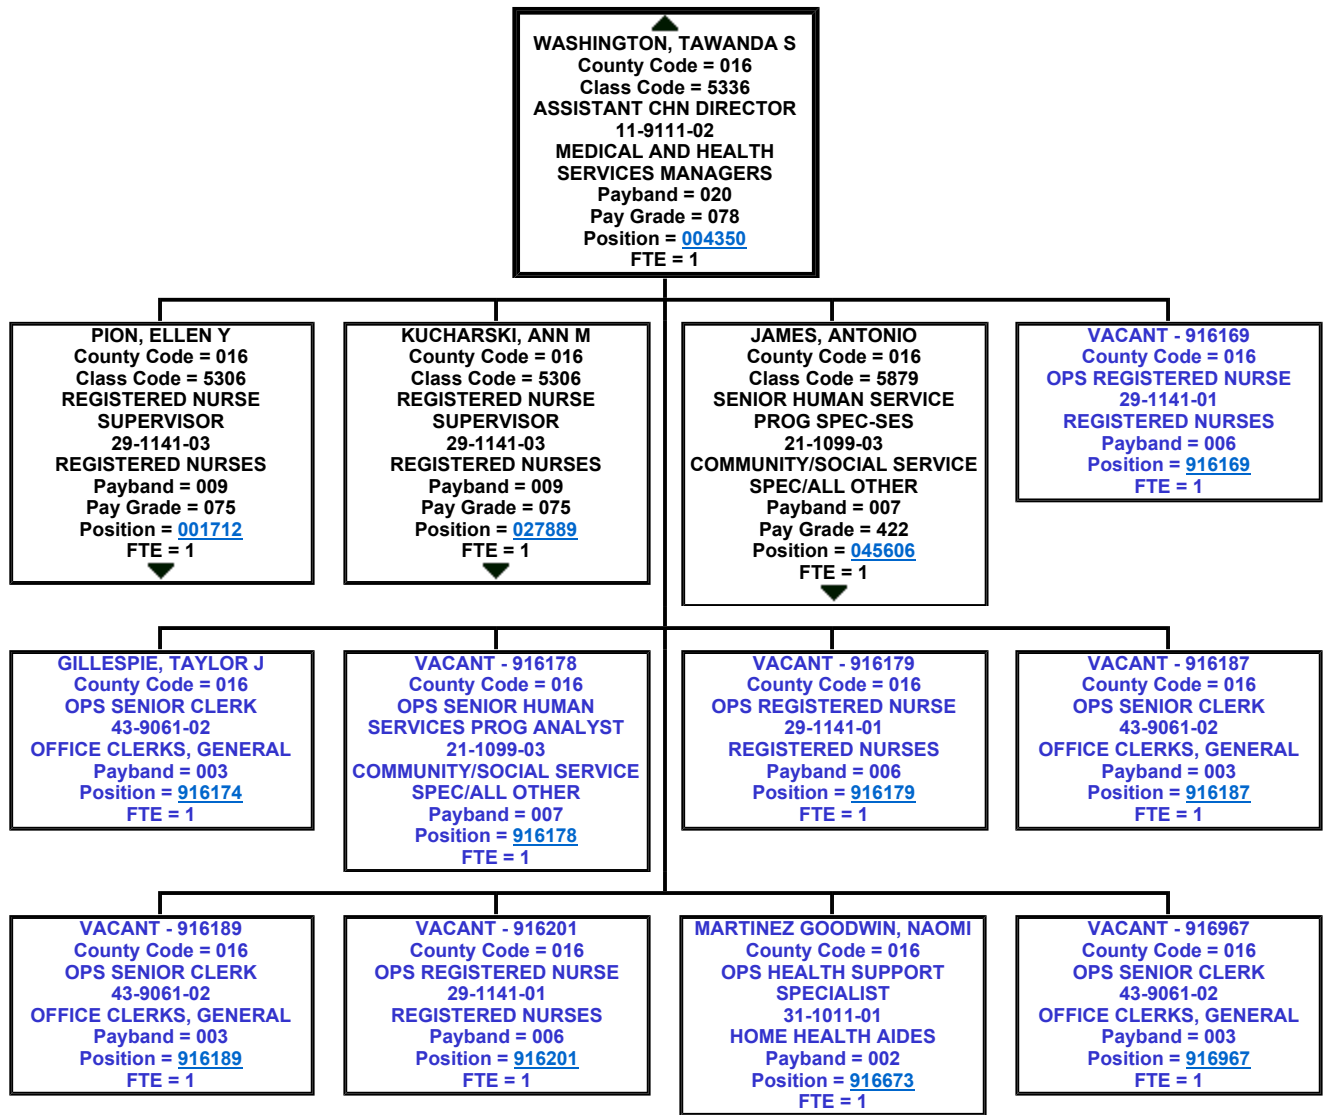 WASHINGTON, TAWANDA S
County Code = 016
Class Code = 5336
ASSISTANT CHN DIRECTOR
11-9111-02
MEDICAL AND HEALTH
SERVICES MANAGERS
Payband = 020
Pay Grade = 078
Position = 004350
FTE = 1
PION, ELLEN Y
County Code = 016
Class Code = 5306
REGISTERED NURSE
SUPERVISOR
29-1141-03
REGISTERED NURSES
Payband = 009
Pay Grade = 075
Position = 001712
FTE = 1
KUCHARSKI, ANN M
County Code = 016
Class Code = 5306
REGISTERED NURSE
SUPERVISOR
29-1141-03
REGISTERED NURSES
Payband = 009
Pay Grade = 075
Position = 027889
FTE = 1
JAMES, ANTONIO
County Code = 016
Class Code = 5879
SENIOR HUMAN SERVICE
PROG SPEC-SES
21-1099-03
COMMUNITY/SOCIAL SERVICE
SPEC/ALL OTHER
Payband = 007
Pay Grade = 422
Position = 045606
FTE = 1
VACANT - 916169
County Code = 016
OPS REGISTERED NURSE
29-1141-01
REGISTERED NURSES
Payband = 006
Position = 916169
FTE = 1
GILLESPIE, TAYLOR J
County Code = 016
OPS SENIOR CLERK
43-9061-02
OFFICE CLERKS, GENERAL
Payband = 003
Position = 916174
FTE = 1
VACANT - 916178
County Code = 016
OPS SENIOR HUMAN
SERVICES PROG ANALYST
21-1099-03
COMMUNITY/SOCIAL SERVICE
SPEC/ALL OTHER
Payband = 007
Position = 916178
FTE = 1
VACANT - 916179
County Code = 016
OPS REGISTERED NURSE
29-1141-01
REGISTERED NURSES
Payband = 006
Position = 916179
FTE = 1
VACANT - 916187
County Code = 016
OPS SENIOR CLERK
43-9061-02
OFFICE CLERKS, GENERAL
Payband = 003
Position = 916187
FTE = 1
VACANT - 916189
County Code = 016
OPS SENIOR CLERK
43-9061-02
OFFICE CLERKS, GENERAL
Payband = 003
Position = 916189
FTE = 1
VACANT - 916201
County Code = 016
OPS REGISTERED NURSE
29-1141-01
REGISTERED NURSES
Payband = 006
Position = 916201
FTE = 1
MARTINEZ GOODWIN, NAOMI
County Code = 016
OPS HEALTH SUPPORT
SPECIALIST
31-1011-01
HOME HEALTH AIDES
Payband = 002
Position = 916673
FTE = 1
VACANT - 916967
County Code = 016
OPS SENIOR CLERK
43-9061-02
OFFICE CLERKS, GENERAL
Payband = 003
Position = 916967
FTE = 1